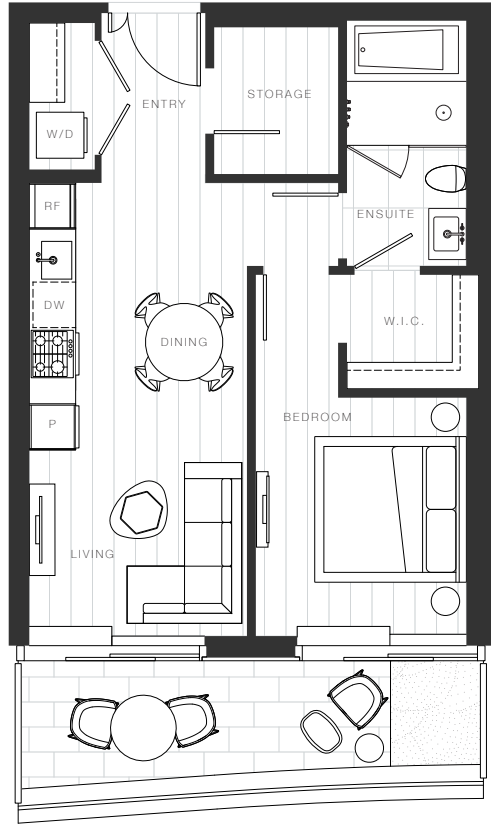 STORAGE
ENTRY
W/D
RF
ENSUITE
DW
W.I.C.
DINING
BEDROOM
P
LIVING